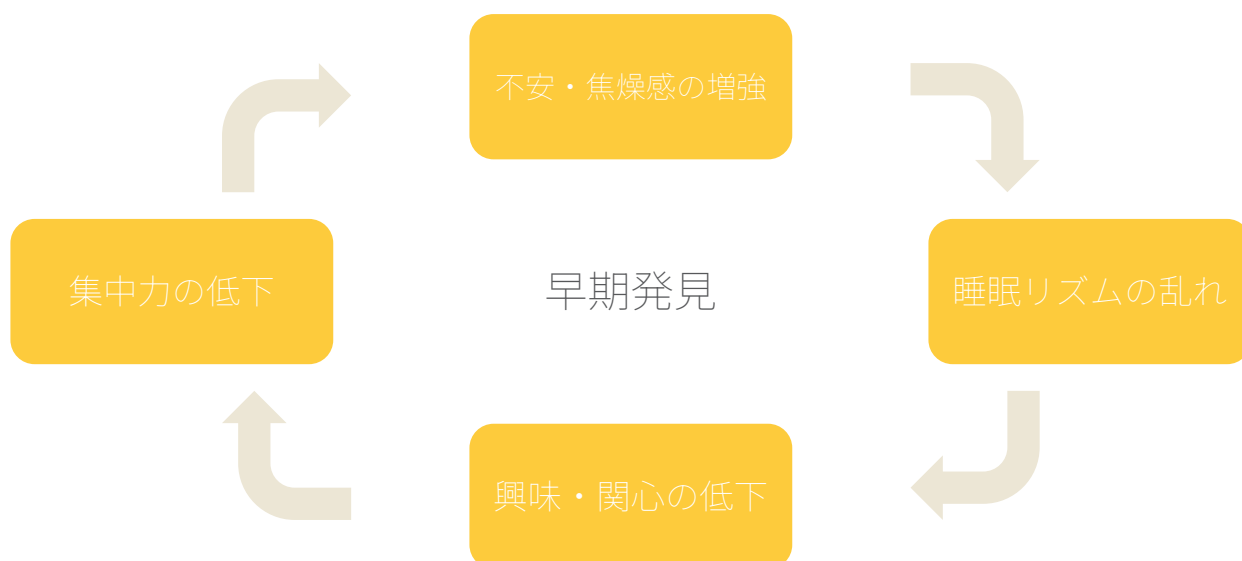 不安・焦燥感の増強
集中力の低下
早期発見
睡眠リズムの乱れ
興味・関心の低下